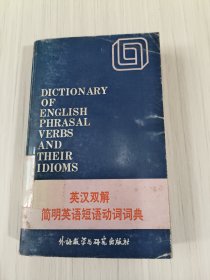 DICTIONARY
OF
ENGLISH
PHRASAL
VERBS
AND
THEIR
IDIOMS
英汉双解
简明英语短语动词词典
外语教学与研究出版社